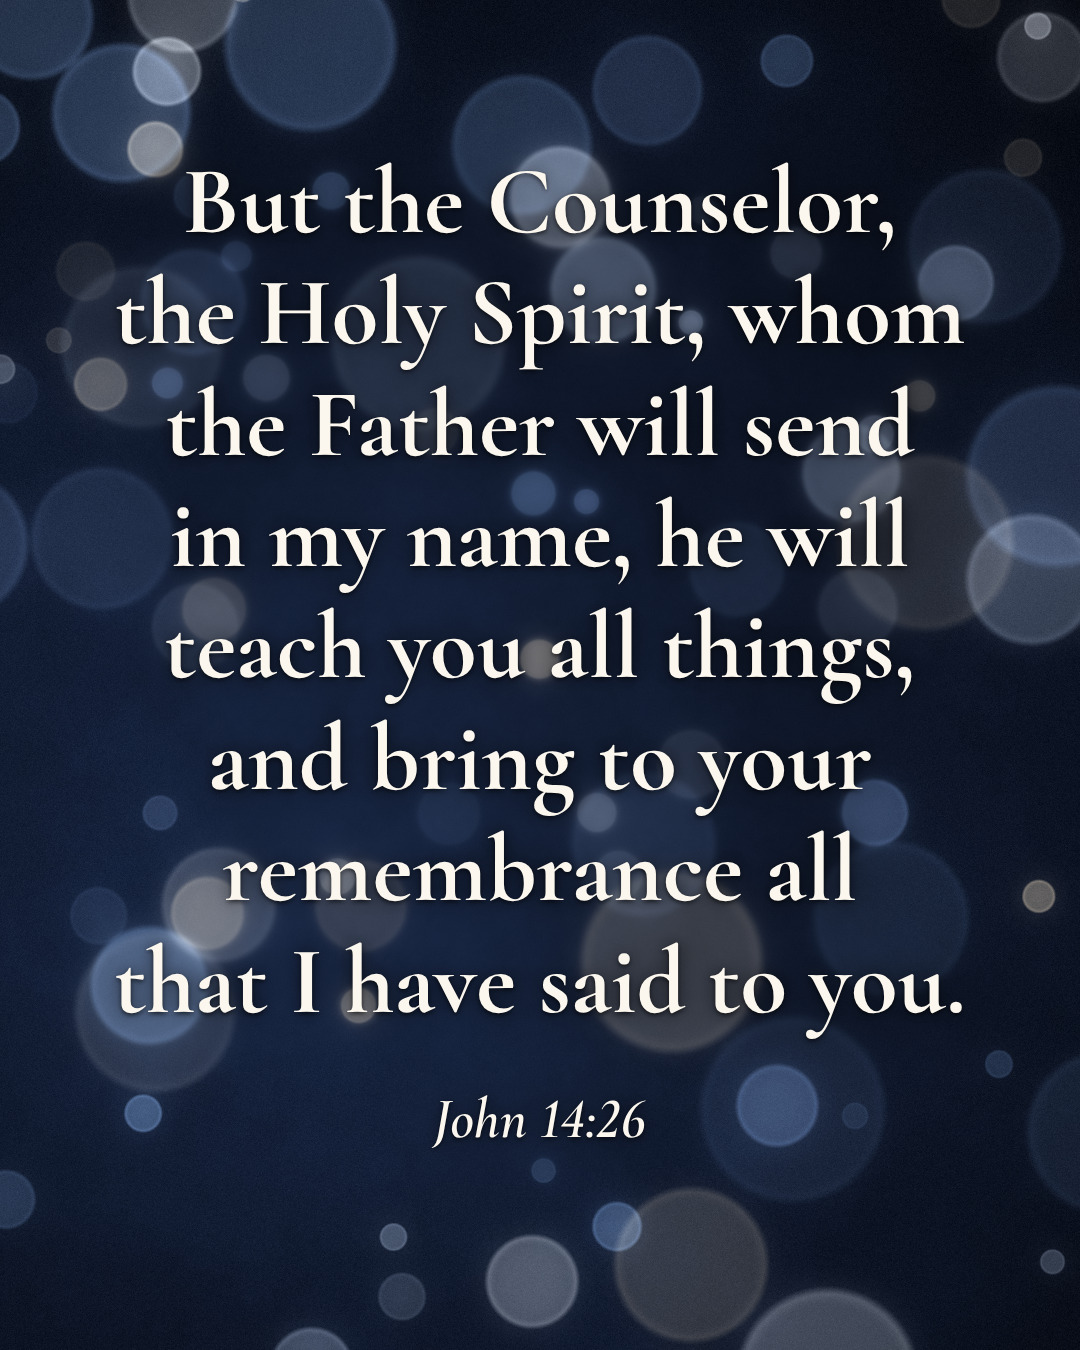 But the Counselor,
the Holy Spirit, whom
the Father will send
in my name, he will
teach you all things,
and bring to your
remembrance all
that I have said to you.
John 14:26